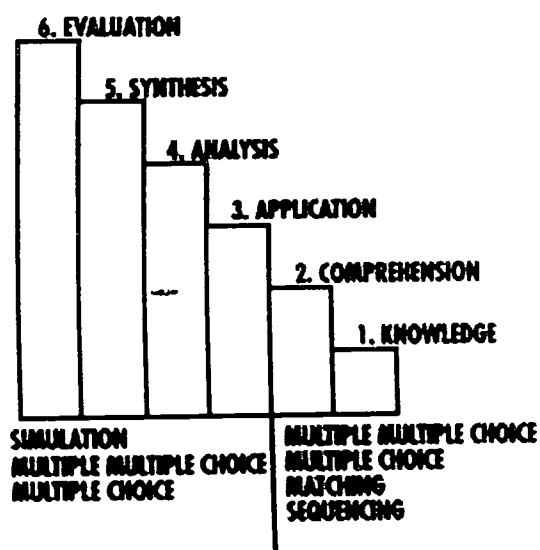 6. EVALUATION
5. SYNTHESIS
4. ANALYSIS
3. APPLICATION
2. COMPREHENSION
1. KNOWLEDGE
SIMULATION
MULTIPLE MULTIPLE CHOICE
MULTIPLE CHOICE
MULTIPLE MULTIPLE CHOICE
MULTIPLE CHOICE
MATCHING
SEQUENCING